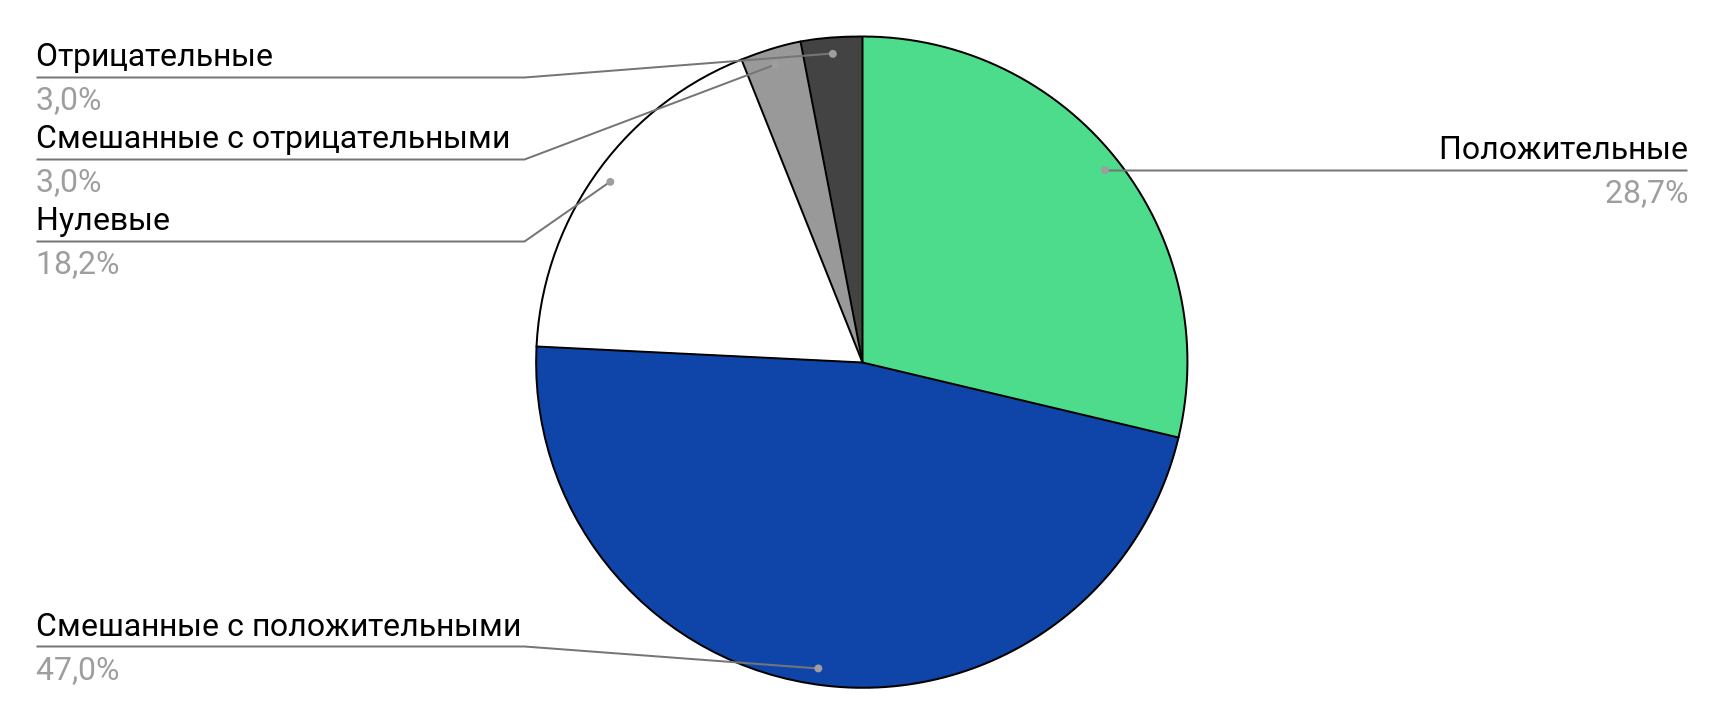 Отрицательные
3,0%
Смешанные с отрицательными
3,0%
Нулевые
18,2%
Смешанные с положительными
47,0%
Положительные
28,7%